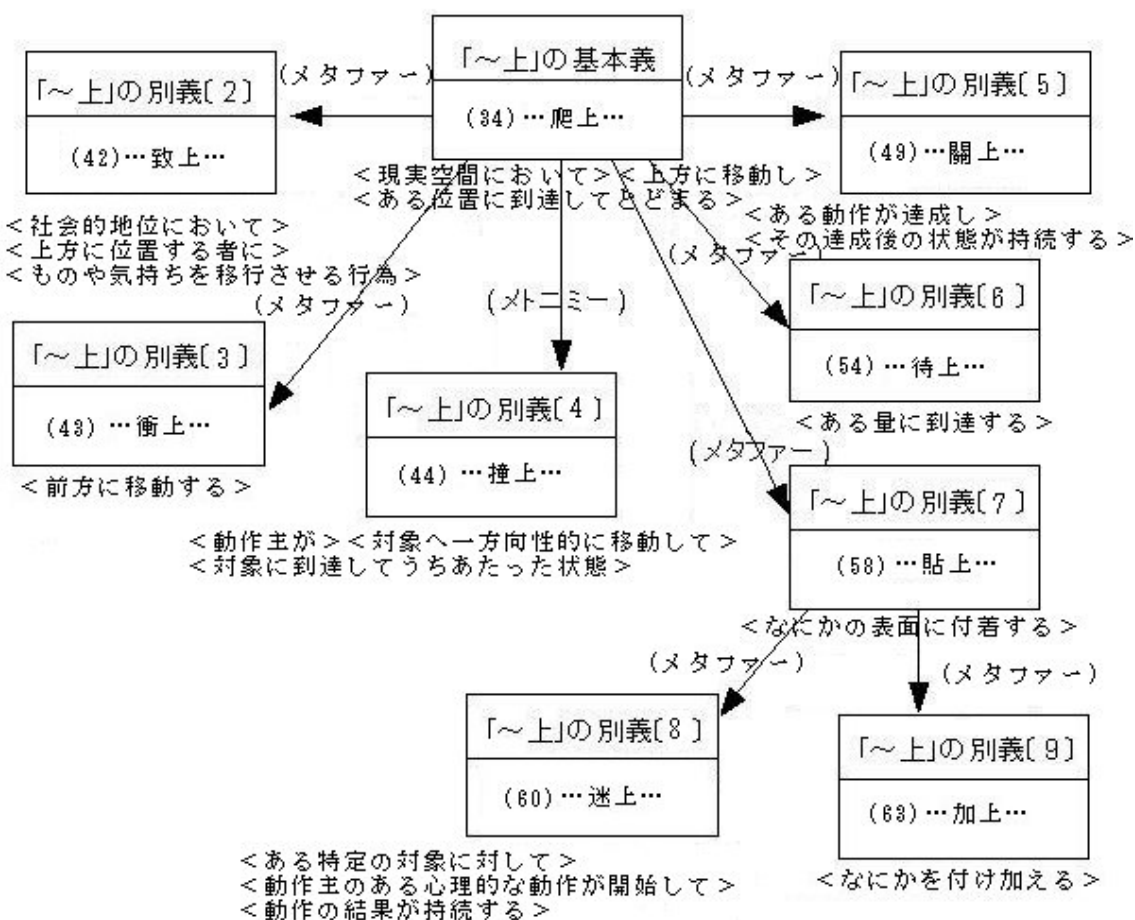 「～上」の基本義
(34)…爬上…
＜現実空間において＞＜上方に移動し＞
＜ある位置に到達してとどまる＞
(メタファー)
「～上」の別義〔2〕
(42)…致上…
＜社会的地位において＞
＜上方に位置する者に＞
＜ものや気持ちを移行させる行為＞
(メタファー)
「～上」の別義〔3〕
(43)…衝上…
＜前方に移動する＞
(メトニミー)
「～上」の別義〔4〕
(44)…撞上…
＜動作主が＞＜対象へ一方向性的に移動して＞
＜対象に到達してうちあたった状態＞
(メタファー)
「～上」の別義〔5〕
(49)…關上…
＜ある動作が達成し＞
＜その達成後の状態が持続する＞
(メタファー)
「～上」の別義〔6〕
(54)…待上…
＜ある量に到達する＞
(メタファー)
「～上」の別義〔7〕
(58)…貼上…
＜なにかの表面に付着する＞
(メタファー)
「～上」の別義〔8〕
(60)…迷上…
＜ある特定の対象に対して＞
＜動作主のある心理的な動作が開始して＞
＜動作の結果が持続する＞
(メタファー)
「～上」の別義〔9〕
(63)…加上…
＜なにかを付け加える＞